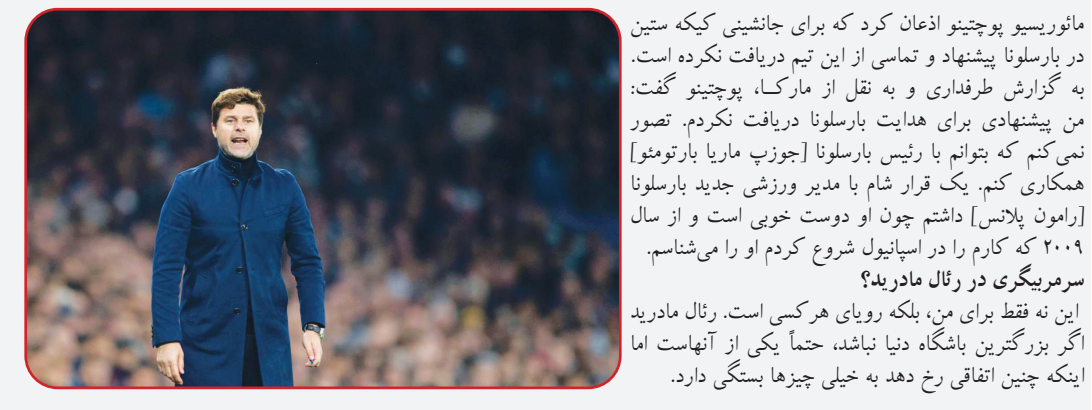 مائوریسیو پوچتینو اذعان کرد که برای جانشینی کیکه ستین
در بارسلونا پیشنهاد و تماسی از این تیم دریافت نکرده است.
به گزارش طرفداری و به نقل از مارکـا، پوچتینو گفت:
من پیشنهادی برای هدایت بارسلونا دریافت نکردم. تصور
نمی‌کنم که بتوانم با رئیس بارسلونا [جوزپ ماریا بارتومئو]
همکاری کنم. یک قرار شام با مدیر ورزشی جدید بارسلونا
[رامون پلانس] داشتم چون او دوست خوبی است و از سال
۲۰۰۹ که کارم را در اسپانیول شروع کردم او را می‌شناسم.
سرمربیگری در رئال مادرید؟
این نه فقط برای من، بلکه رویای هر کسی است. رئال مادرید
اگر بزرگترین باشگاه دنیا نباشد، حتماً یکی از آنهاست اما
اینکه چنین اتفاقی رخ دهد به خیلی چیزها بستگی دارد.